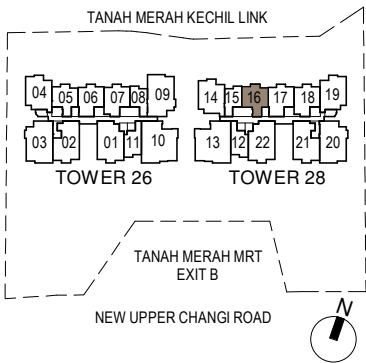 TANAH MERAH KECHIL LINK
04 05 06 07 08 09 14 15 16 17 18 19
03 02 01 11 10 13 12 22 21 20
TOWER 26 TOWER 28
TANAH MERAH MRT
EXIT B
NEW UPPER CHANGI ROAD
N